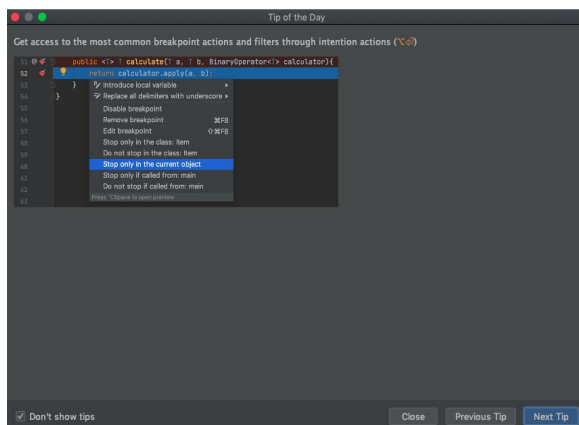 Tip of the Day
Get access to the most common breakpoint actions and filters through intention actions (⌥⏎)
51 @ public <T> T calculate(T a, T b, BinaryOperator<T> calculator){
52 return calculator.apply(a, b);
53 }
54 }
55
56
57
58
59
60
61
62
63
Introduce local variable
Replace all delimiters with underscore
Disable breakpoint
Remove breakpoint ⌘F8
Edit breakpoint ⇧⌘F8
Stop only in the class: Item
Do not stop in the class: Item
Stop only in the current object
Stop only if called from: main
Do not stop if called from: main
Press ⌥Space to open preview
Don't show tips
Close
Previous Tip
Next Tip